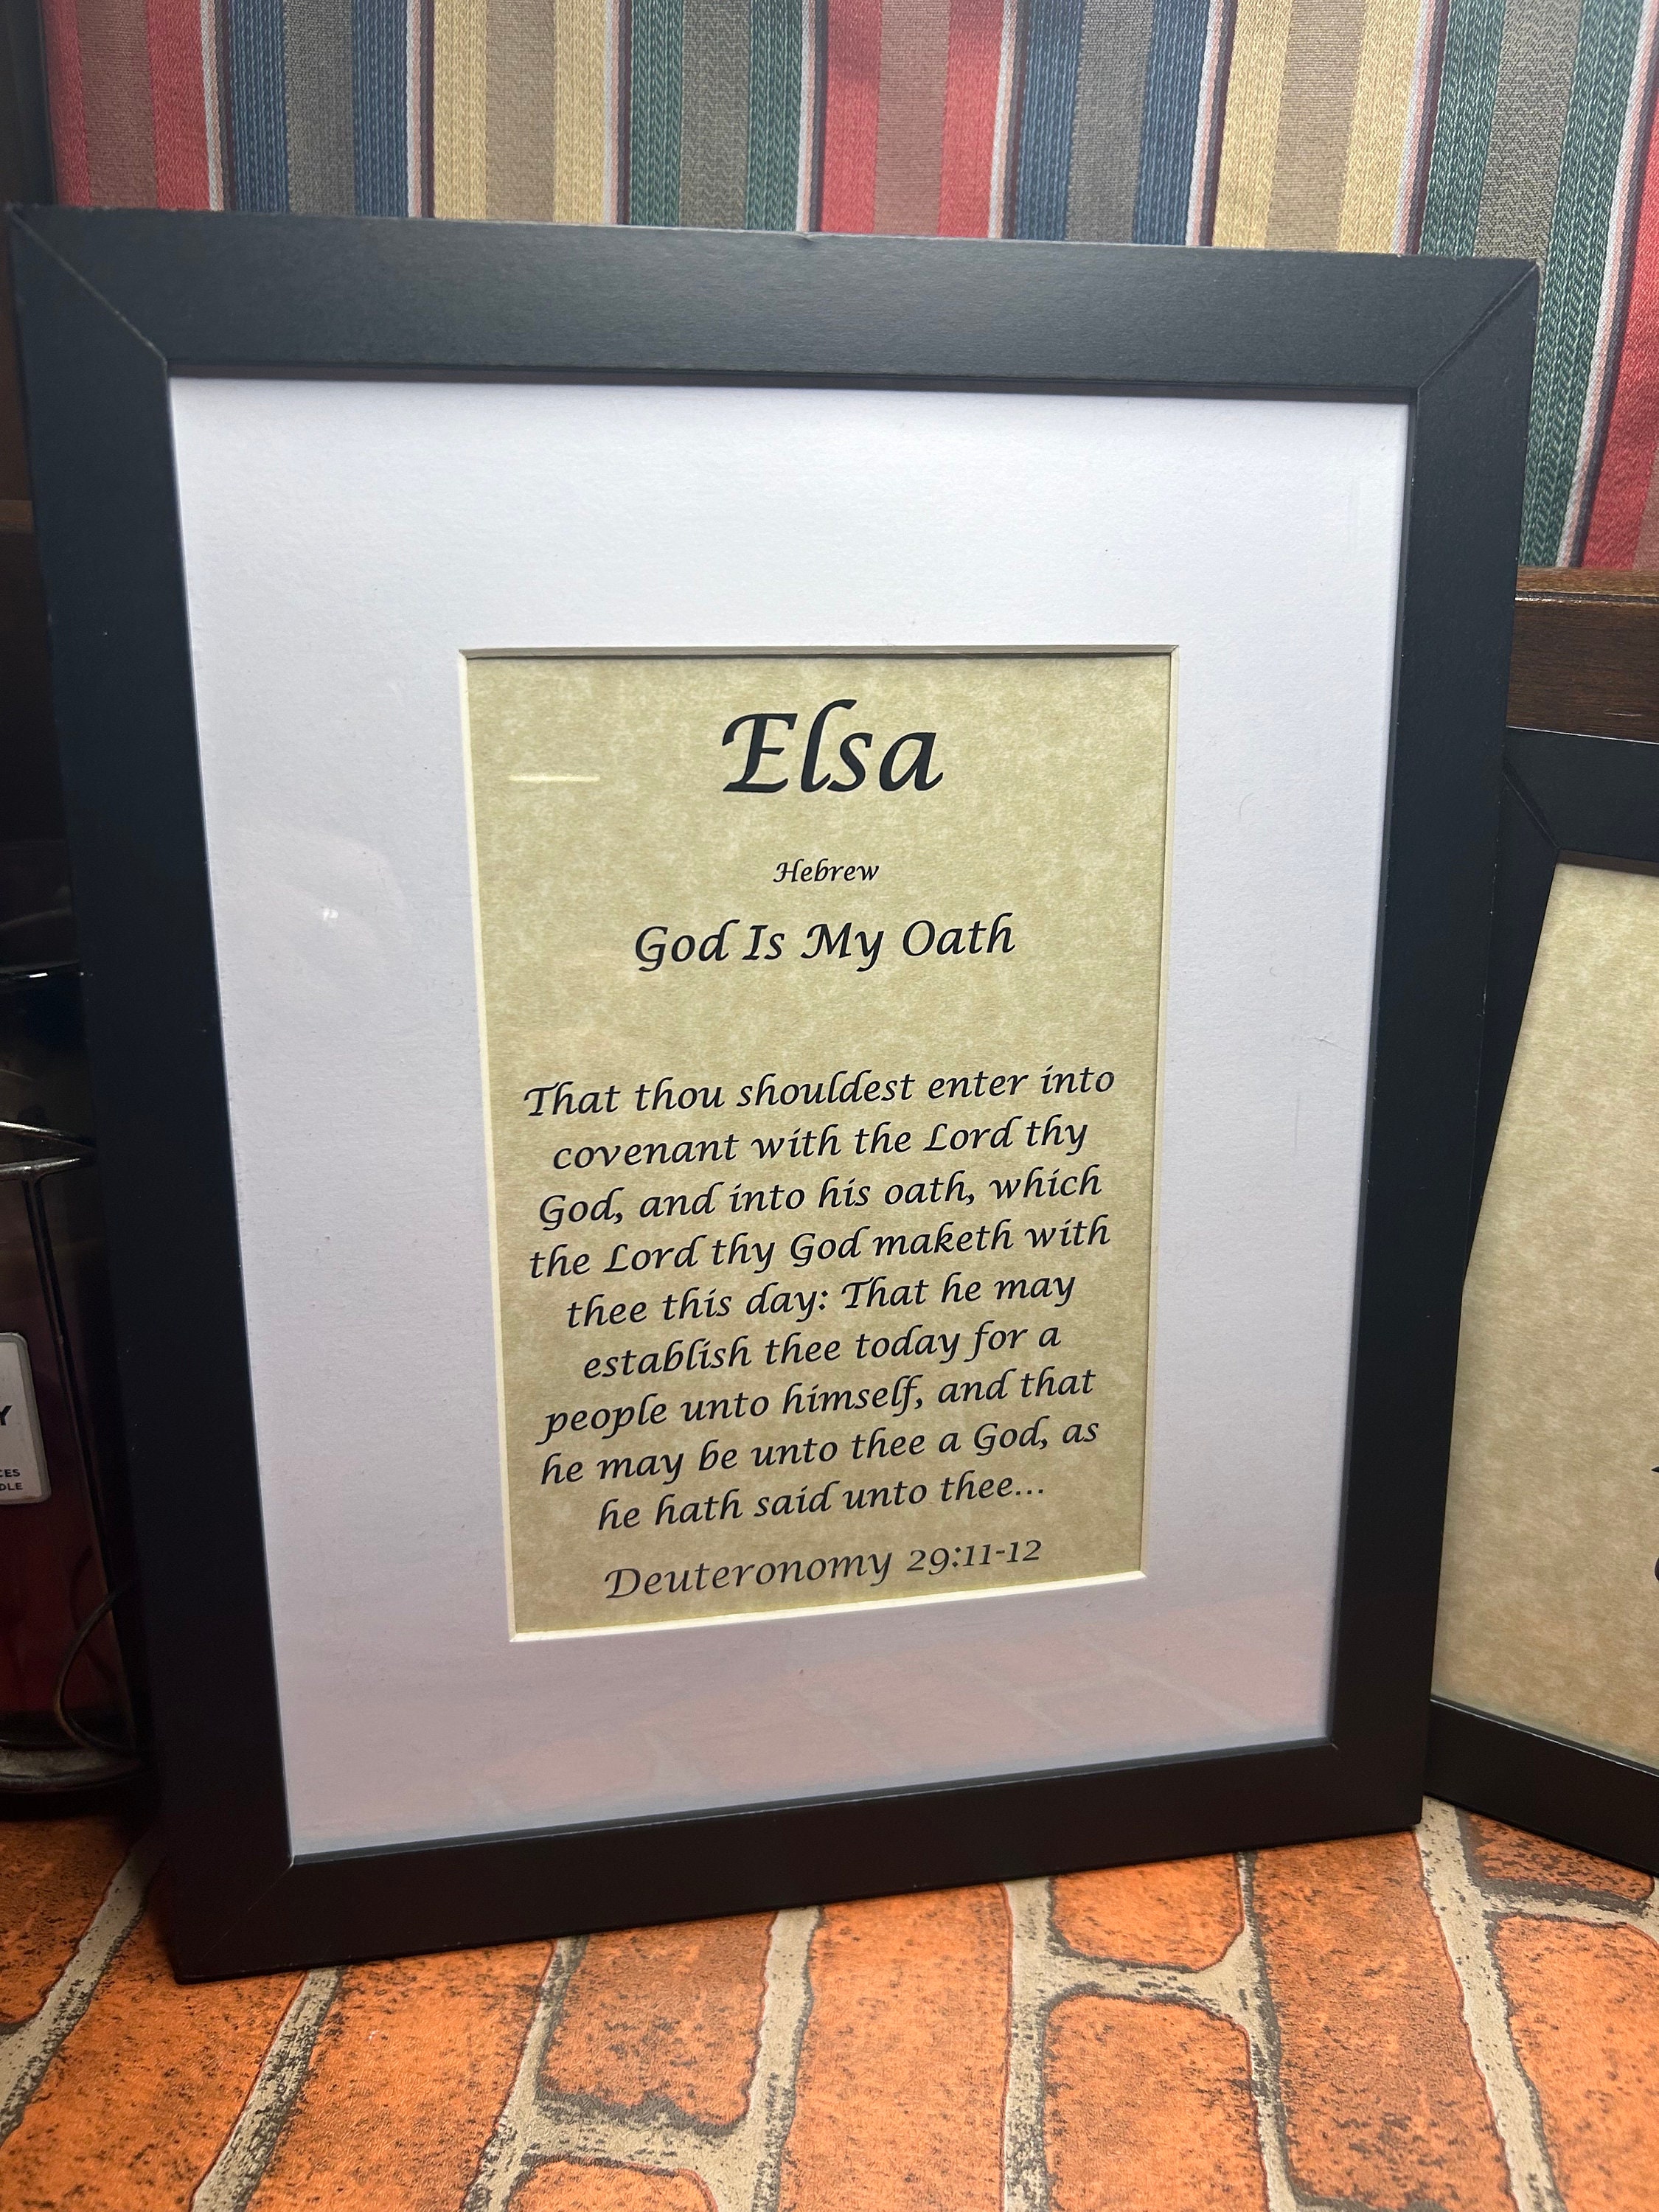 Elsa
Hebrew
God Is My Oath
That thou shouldest enter into
covenant with the Lord thy
God, and into his oath, which
the Lord thy God maketh with
thee this day: That he may
establish thee today for a
people unto himself, and that
he may be unto thee a God, as
he hath said unto thee...
Deuteronomy 29:11-12